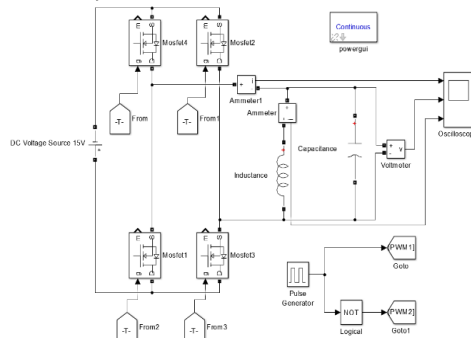 m
S
Mosfet4
g
D
m
S
Mosfet2
g
D
Continuous
powergui
-T-
From
-T-
From1
+
i
Ammeter1
+
i
Ammeter
DC Voltage Source 15V
+
Capacitance
+
-
v
Voltmeter
Oscilloscop
Inductance
m
S
Mosfet1
g
D
m
S
Mosfet3
g
D
-T-
From2
-T-
From3
Pulse
Generator
{PWM1}
Goto
NOT
Logical
{PWM2}
Goto1